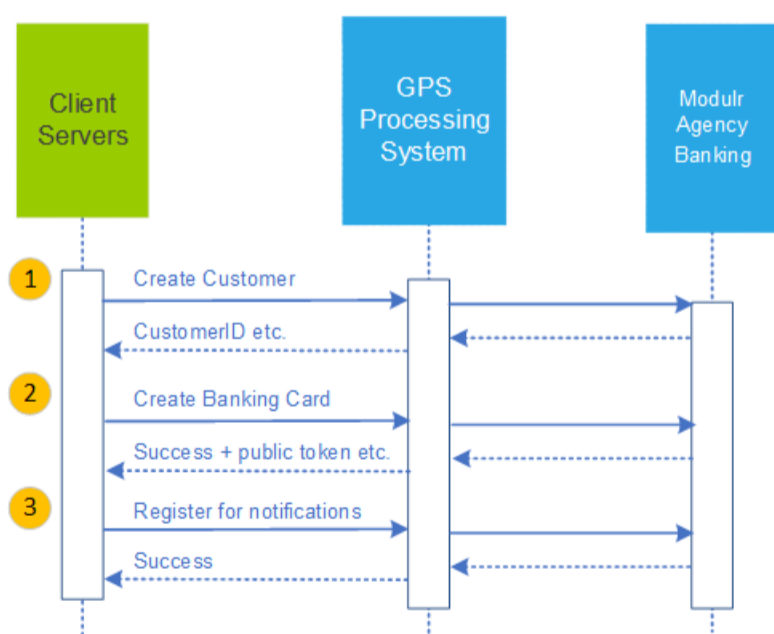 Client
Servers
GPS
Processing
System
Modulr
Agency
Banking
1
Create Customer
CustomerID etc.
2
Create Banking Card
Success + public token etc.
3
Register for notifications
Success